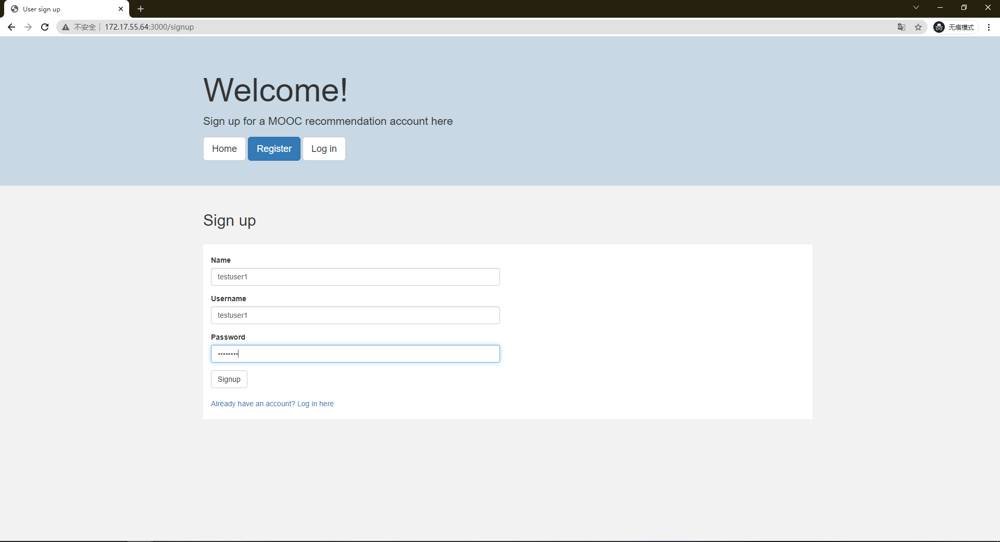 User sign up
不安全 172.17.55.64:3000/signup
无痕模式
Welcome!
Sign up for a MOOC recommendation account here
Home Register Log in
Sign up
Name
testuser1
Username
testuser1
Password
••••••••
Signup
Already have an account? Log in here